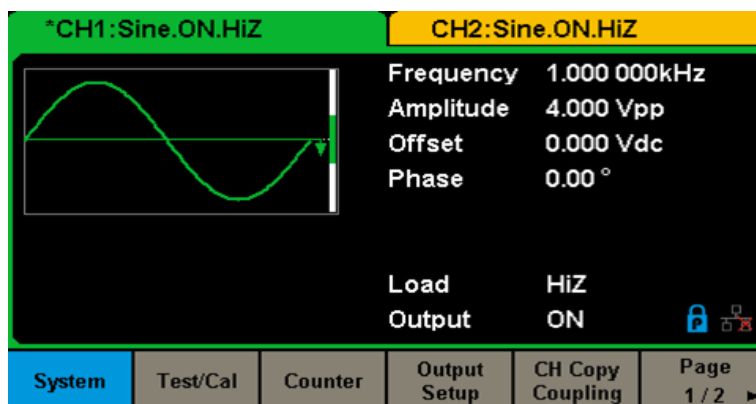 *CH1:Sine.ON.HiZ
CH2:Sine.ON.HiZ
Frequency 1.000 000kHz
Amplitude 4.000 Vpp
Offset 0.000 Vdc
Phase 0.00 °
Load HiZ
Output ON
P
System
Test/Cal
Counter
Output
Setup
CH Copy
Coupling
Page
1 / 2 ►